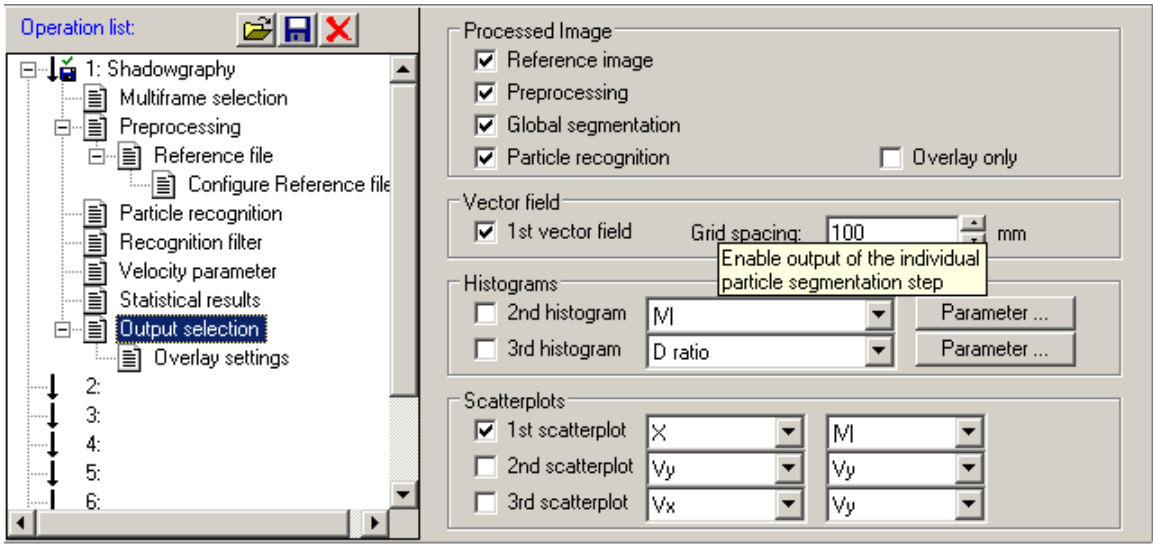 Operation list:
1: Shadowgraphy
Multiframe selection
Preprocessing
Reference file
Configure Reference file
Particle recognition
Recognition filter
Velocity parameter
Statistical results
Output selection
Overlay settings
2:
3:
4:
5:
6:
Processed Image
Reference image
Preprocessing
Global segmentation
Particle recognition Overlay only
Vector field
1st vector field Grid spacing: 100 mm
Enable output of the individual
particle segmentation step
Histograms
2nd histogram |V| Parameter ...
3rd histogram D ratio Parameter ...
Scatterplots
1st scatterplot X |V|
2nd scatterplot Vy Vy
3rd scatterplot Vx Vy